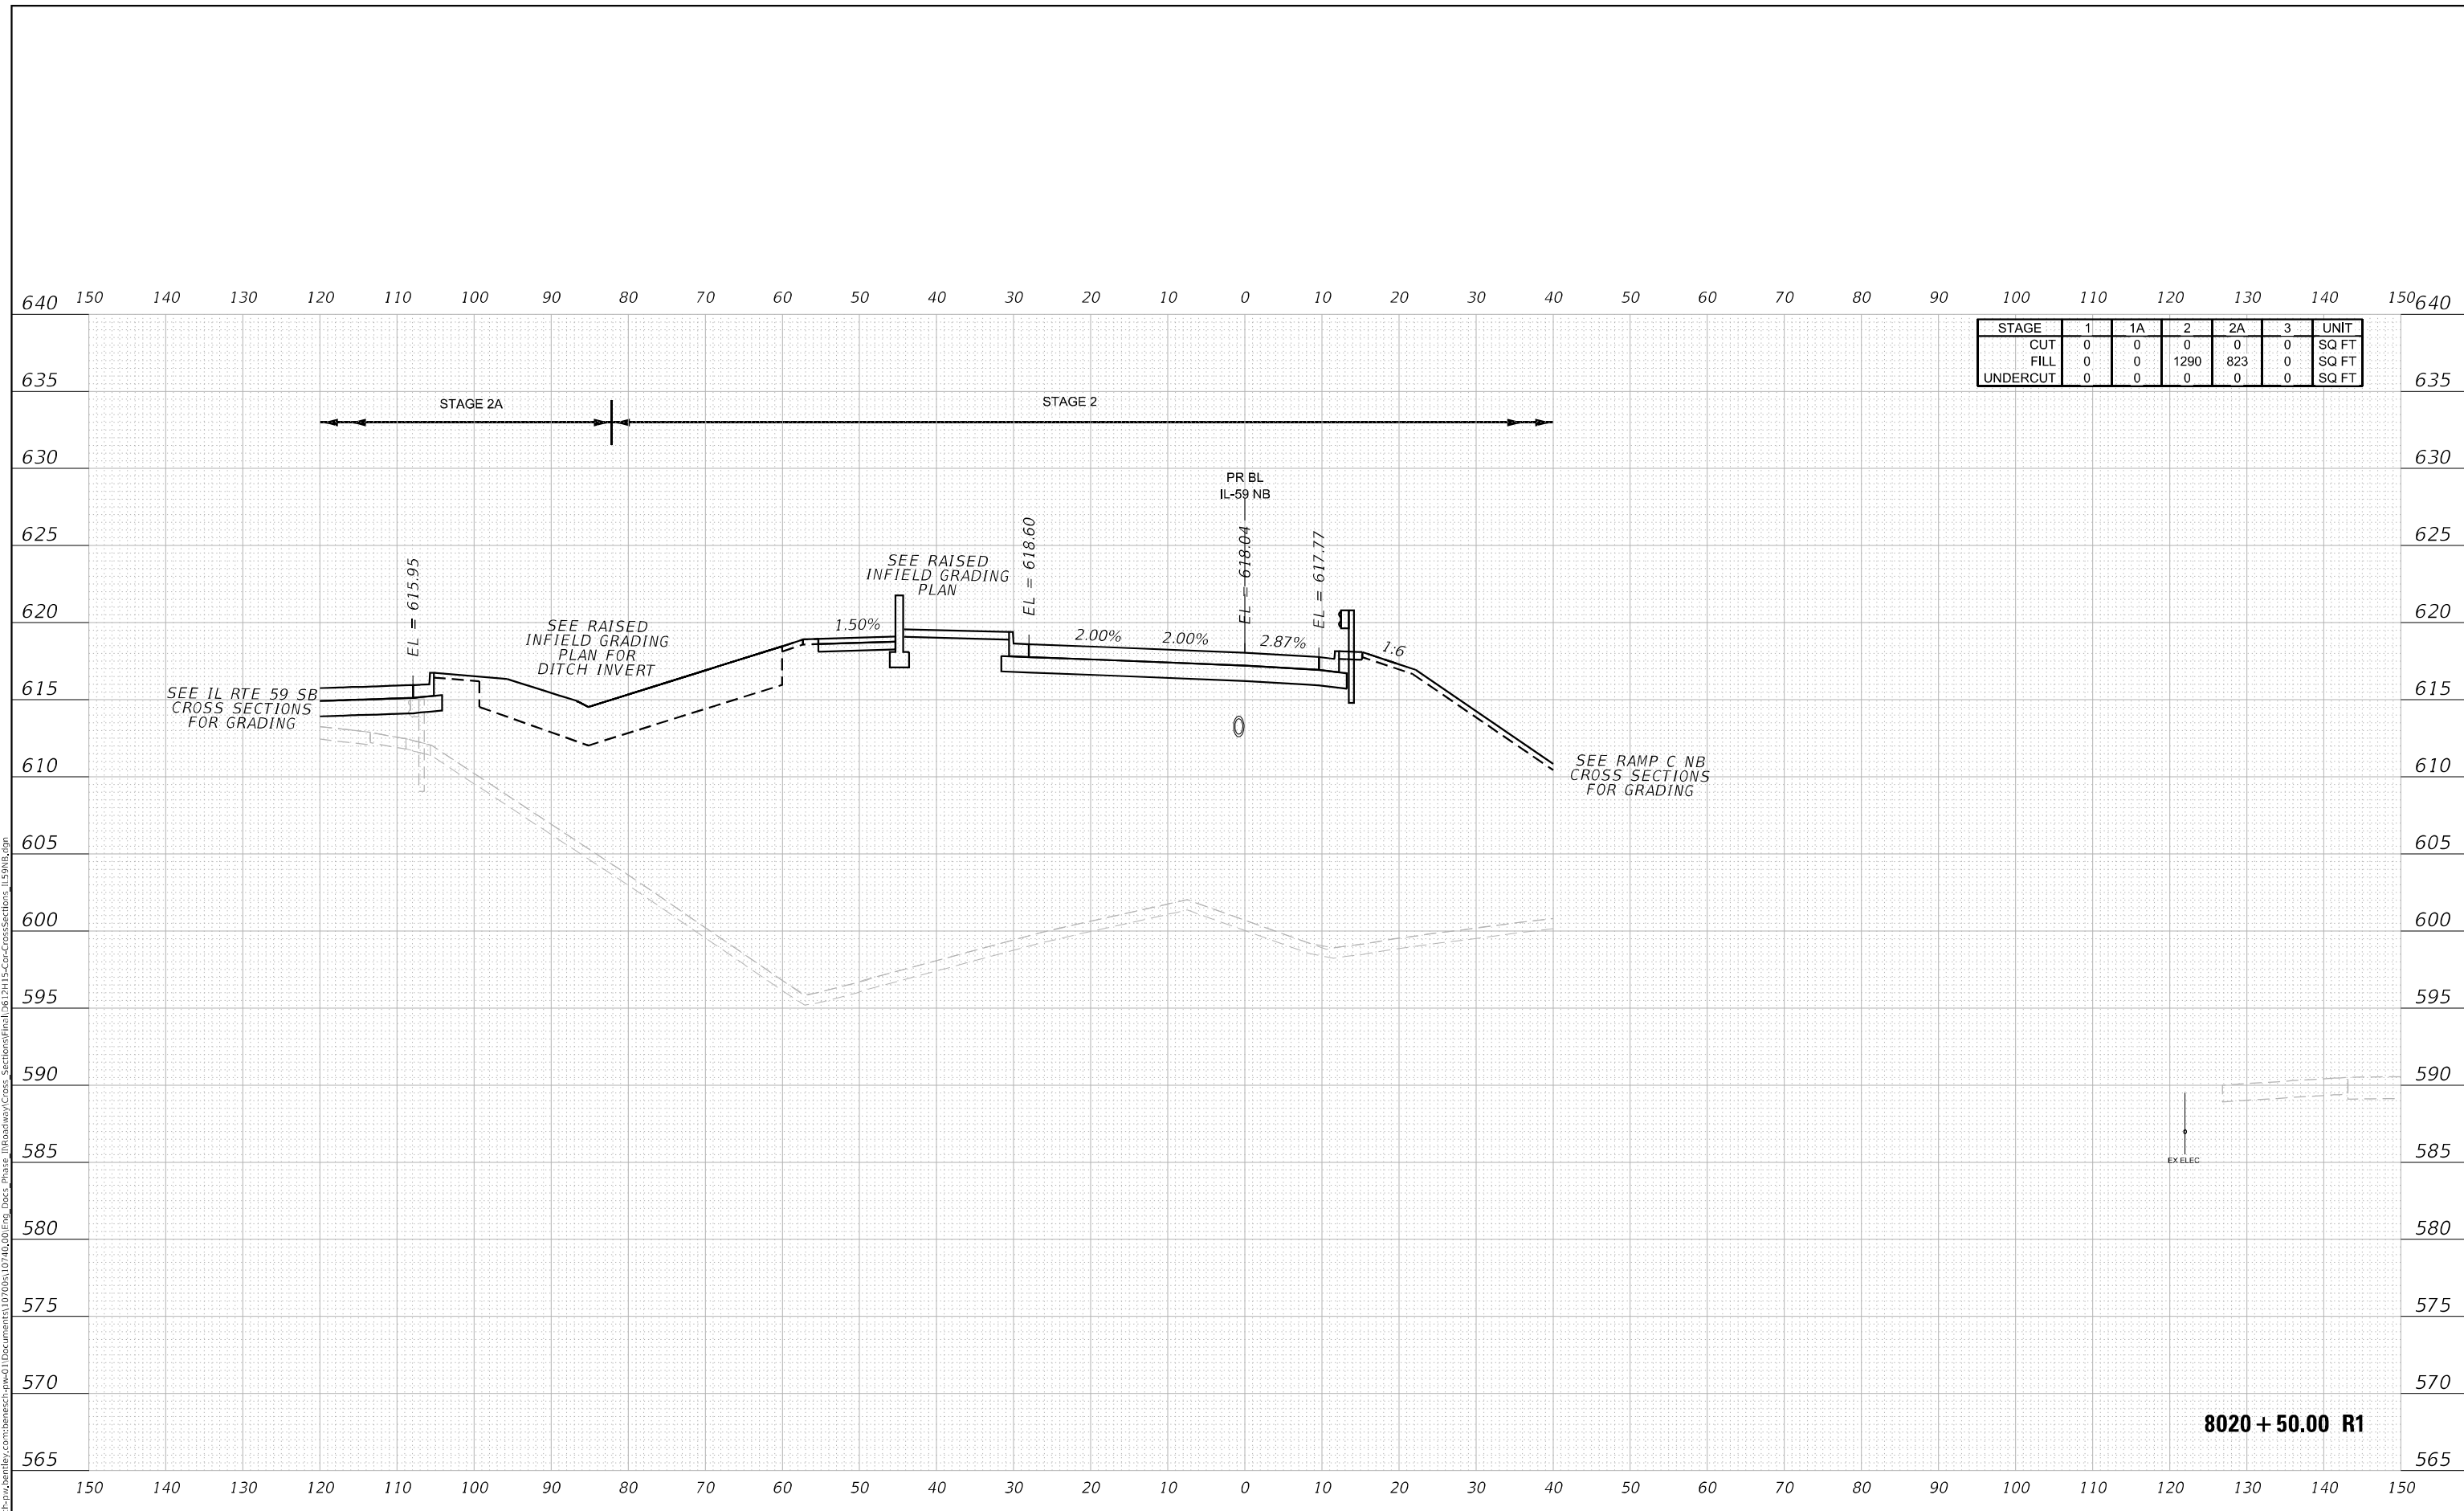 150 140 130 120 110 100 90 80 70 60 50 40 30 20 10 0 10 20 30 40 50 60 70 80 90 100 110 120 130 140 150
640 640
STAGE 1 1A 2 2A 3 UNIT
CUT 0 0 0 0 0 SQ FT
FILL 0 0 1290 823 0 SQ FT
UNDERCUT 0 0 0 0 0 SQ FT
635 635
STAGE 2A STAGE 2
630 630
PR BL
IL-59 NB
625 625
EL = 615.95
EL = 618.60
EL = 618.04
EL = 617.77
SEE RAISED
INFIELD GRADING
PLAN
620 620
SEE RAISED
INFIELD GRADING
PLAN FOR
DITCH INVERT
1.50% 2.00% 2.00% 2.87% 1:6
615 615
SEE IL RTE 59 SB
CROSS SECTIONS
FOR GRADING
610 610
SEE RAMP C NB
CROSS SECTIONS
FOR GRADING
605 605
600 600
595 595
590 590
585 585
EX ELEC
580 580
575 575
570 570
8020 + 50.00 R1
565 565
150 140 130 120 110 100 90 80 70 60 50 40 30 20 10 0 10 20 30 40 50 60 70 80 90 100 110 120 130 140 150